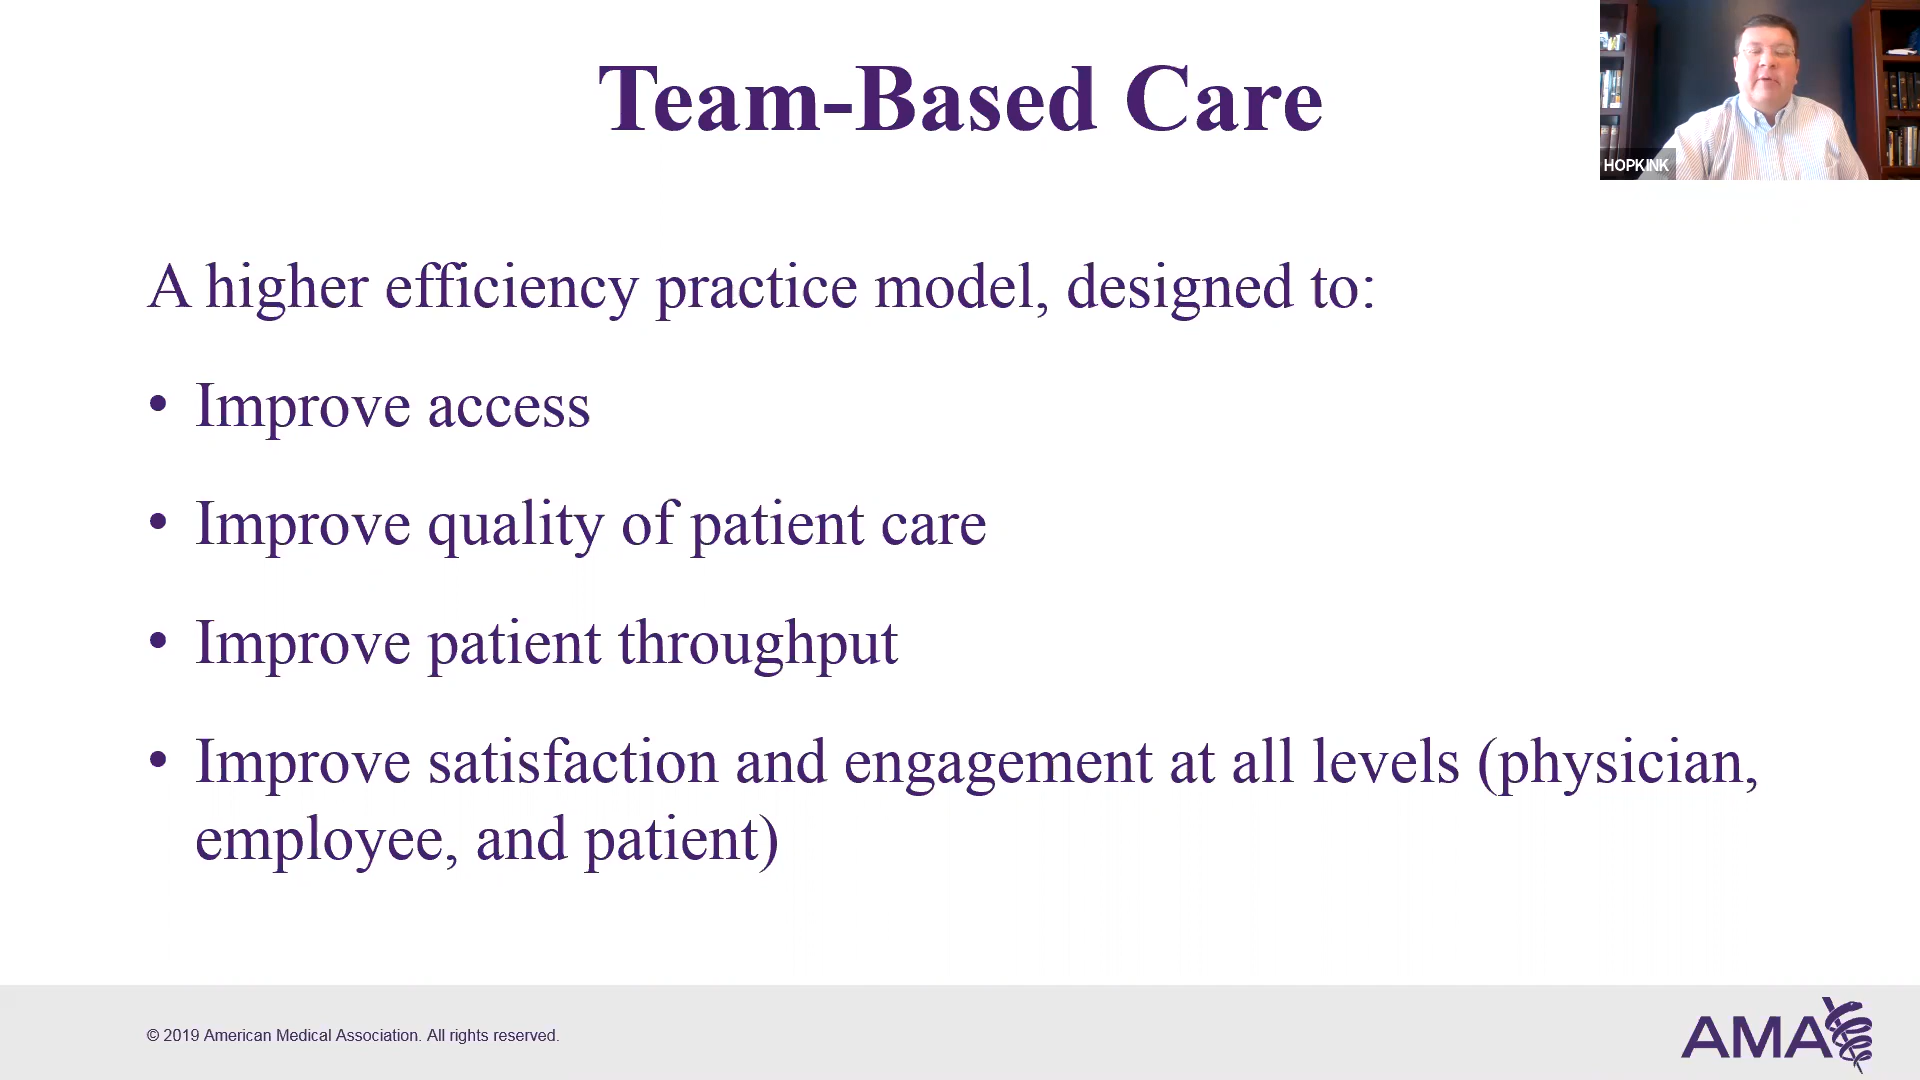 Team-Based Care
HOPKINK
A higher efficiency practice model, designed to:
• Improve access
• Improve quality of patient care
• Improve patient throughput
• Improve satisfaction and engagement at all levels (physician,
employee, and patient)
© 2019 American Medical Association. All rights reserved.
AMA